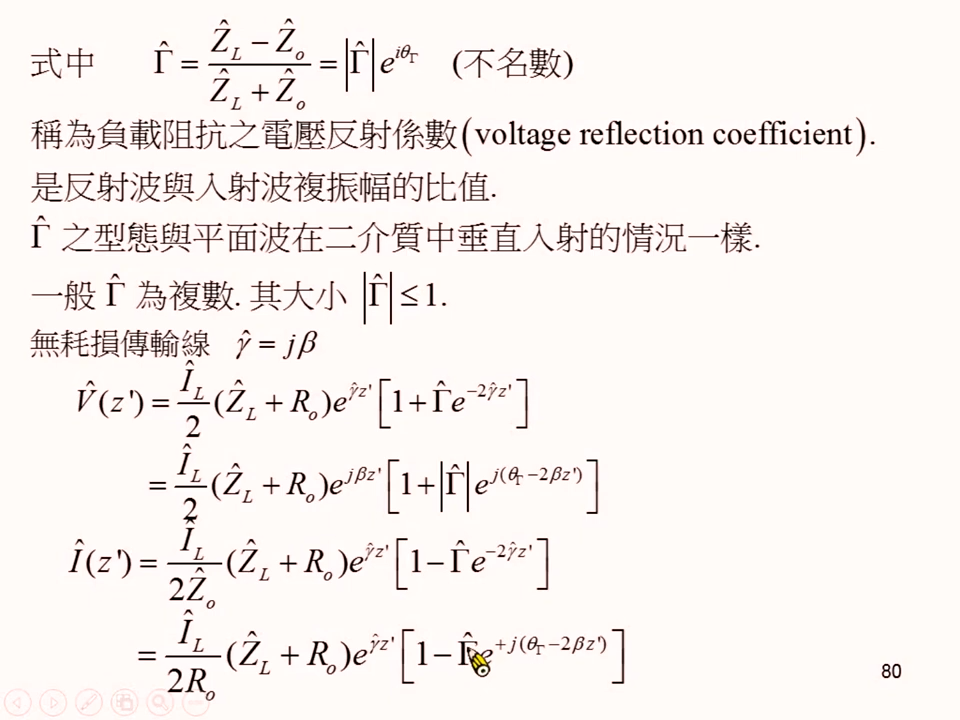 式中 Γ̂ = (Ẑ_L − Ẑ_o)/(Ẑ_L + Ẑ_o) = |Γ̂| e^{iθ_Γ} (不名數)
稱為負載阻抗之電壓反射係數(voltage reflection coefficient).
是反射波與入射波複振幅的比值.
Γ̂ 之型態與平面波在二介質中垂直入射的情況一樣.
一般 Γ̂ 為複數. 其大小 |Γ̂| ≤ 1.
無耗損傳輸線 γ̂ = jβ
V̂(z') = Î_L/2 (Ẑ_L + R_o)e^{γ̂z'} [1 + Γ̂e^{−2γ̂z'}]
= Î_L/2 (Ẑ_L + R_o)e^{jβz'} [1 + |Γ̂| e^{j(θ_Γ−2βz')}]
Î(z') = Î_L/(2Ẑ_o) (Ẑ_L + R_o)e^{γ̂z'} [1 − Γ̂e^{−2γ̂z'}]
= Î_L/(2R_o) (Ẑ_L + R_o)e^{γ̂z'} [1 − Γ̂e^{+j(θ_Γ−2βz')}]
80